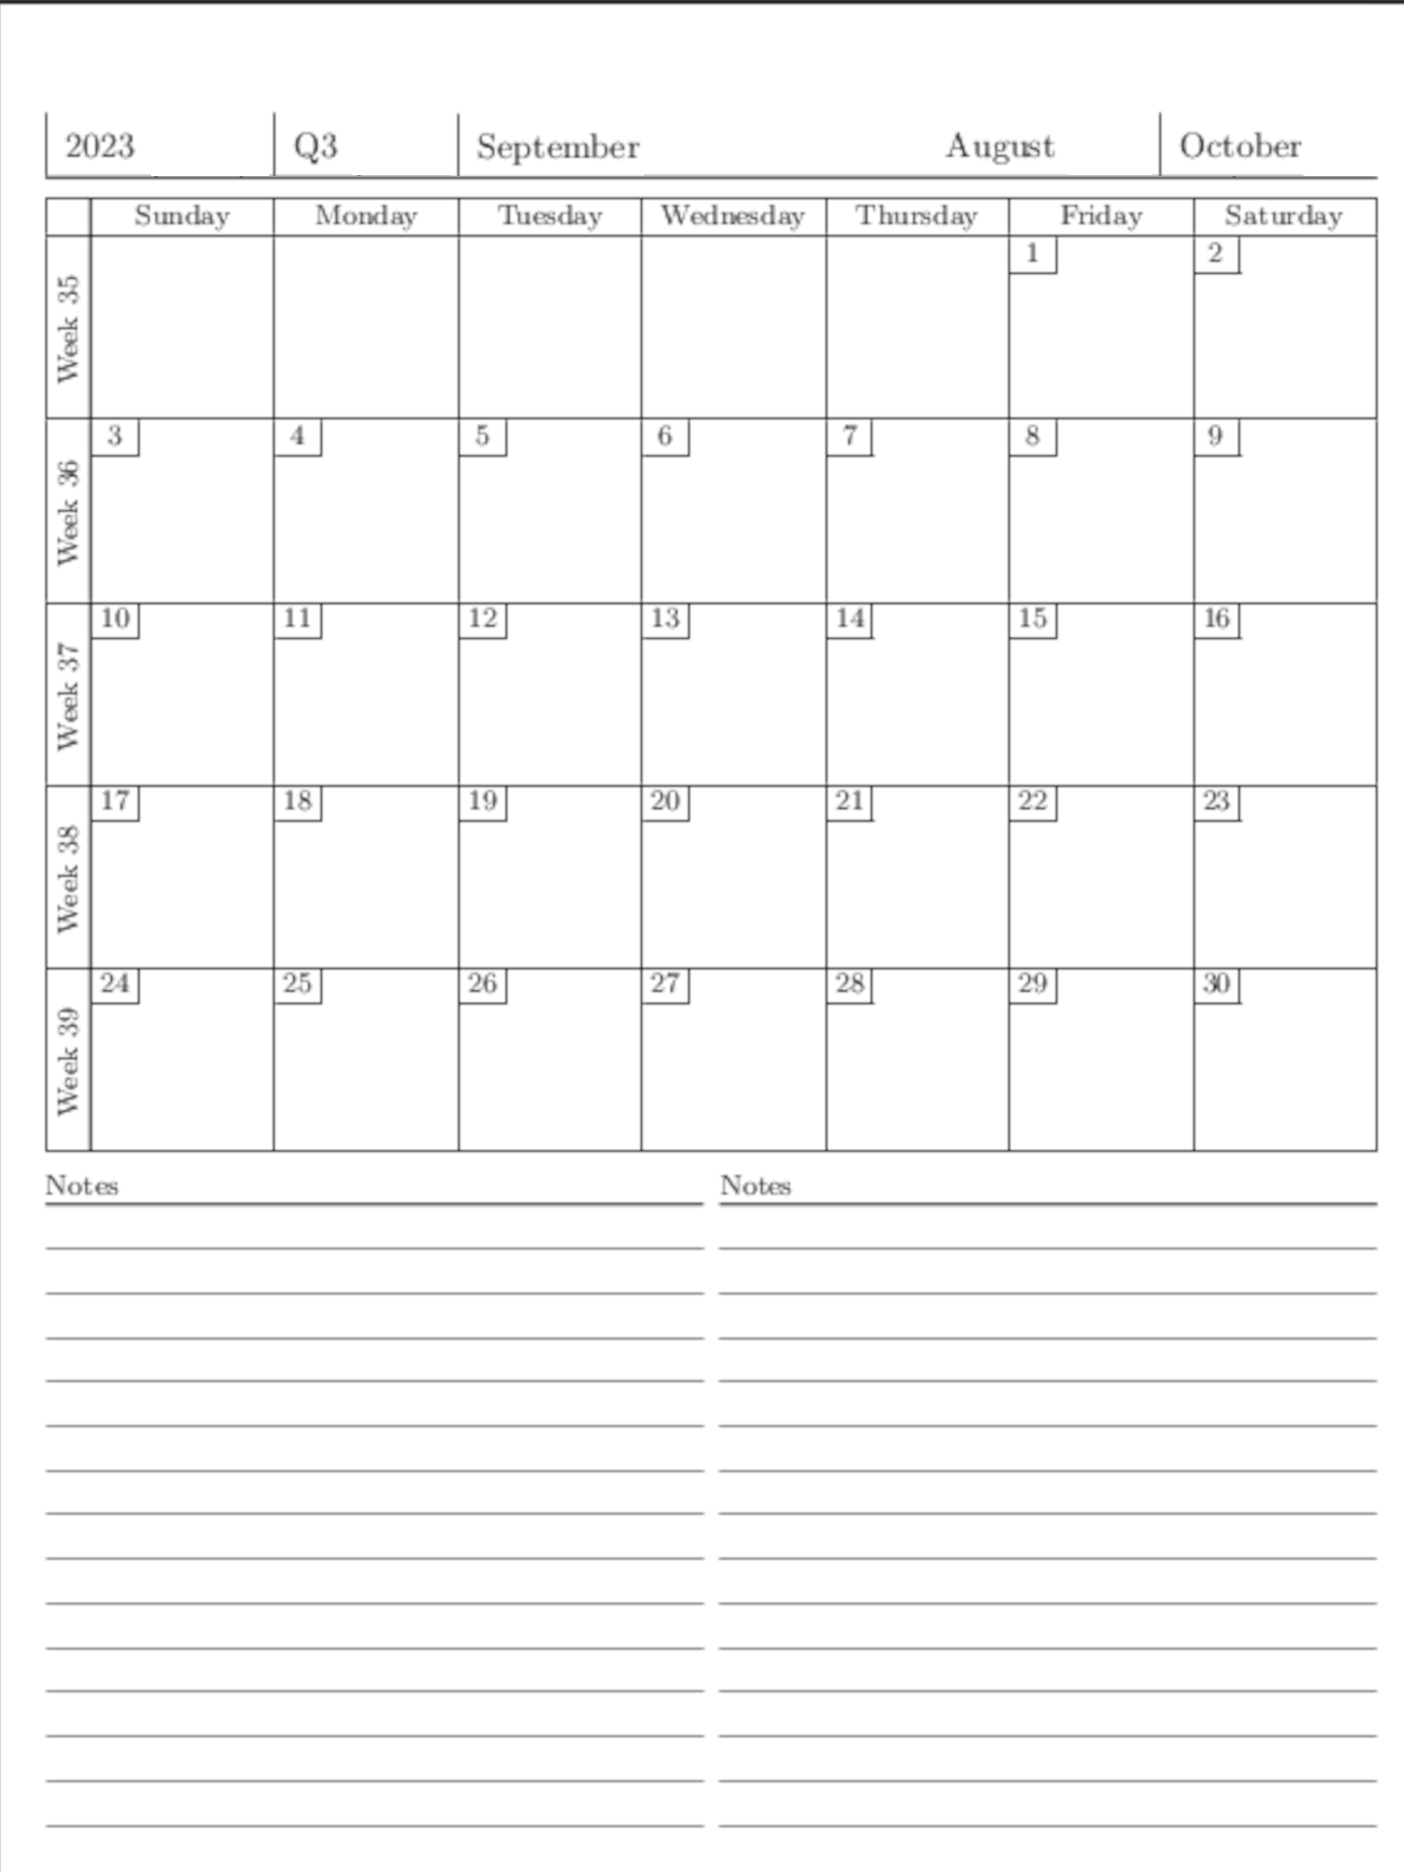 2023 Q3 September August October
Sunday Monday Tuesday Wednesday Thursday Friday Saturday
Week 35
1 2
Week 36
3 4 5 6 7 8 9
Week 37
10 11 12 13 14 15 16
Week 38
17 18 19 20 21 22 23
Week 39
24 25 26 27 28 29 30
Notes Notes